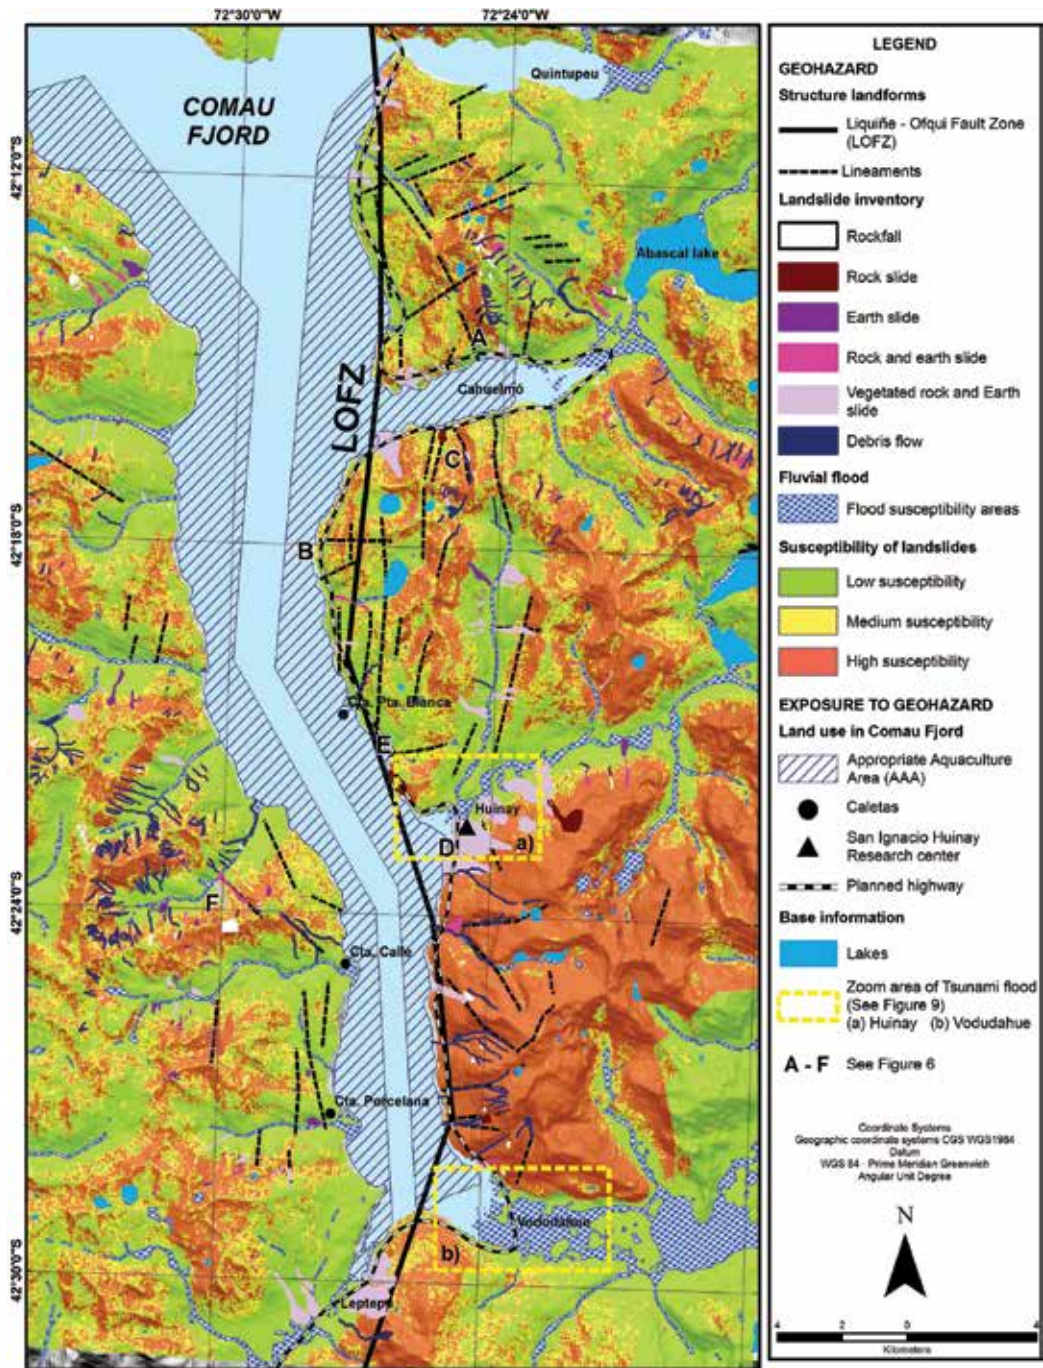 72°30'0"W
72°24'0"W
COMAU
FJORD
Quintupeu
42°12'0"S
Abascal lake
A
LOFZ
Cahuelmó
C
B
42°18'0"S
Cta. Pta. Blanca
E
Huinay
D
a)
F
42°24'0"S
Cta. Calle
Cta. Porcelana
Vodudahue
b)
42°30'0"S
Leptepu
LEGEND
GEOHAZARD
Structure landforms
Liquiñe - Ofqui Fault Zone
(LOFZ)
Lineaments
Landslide inventory
Rockfall
Rock slide
Earth slide
Rock and earth slide
Vegetated rock and Earth
slide
Debris flow
Fluvial flood
Flood susceptibility areas
Susceptibility of landslides
Low susceptibility
Medium susceptibility
High susceptibility
EXPOSURE TO GEOHAZARD
Land use in Comau Fjord
Appropriate Aquaculture
Area (AAA)
Caletas
San Ignacio Huinay
Research center
Planned highway
Base information
Lakes
Zoom area of Tsunami flood
(See Figure 9)
(a) Huinay (b) Vodudahue
A - F See Figure 6
Coordinate Systems
Geographic coordinate systems CGS WGS1984
Datum
WGS 84 - Prime Meridian Greenwich
Angular Unit Degree
N
4 2 0 4
Kilometers